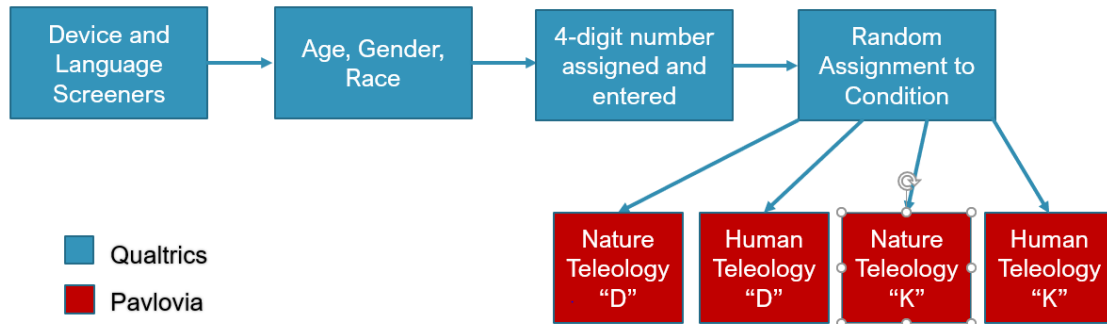 Device and
Language
Screeners
Age, Gender,
Race
4-digit number
assigned and
entered
Random
Assignment to
Condition
Nature
Teleology
“D”
Human
Teleology
“D”
Nature
Teleology
“K”
Human
Teleology
“K”
Qualtrics
Pavlovia